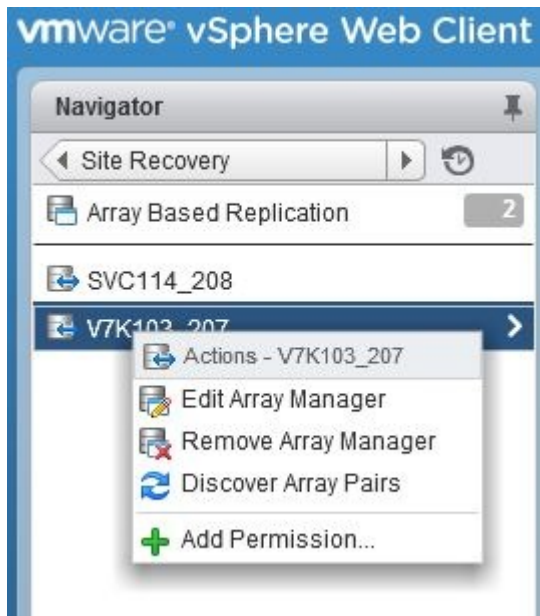 vmware® vSphere Web Client
Navigator
Site Recovery
Array Based Replication 2
SVC114_208
V7K103_207
Actions - V7K103_207
Edit Array Manager
Remove Array Manager
Discover Array Pairs
Add Permission...